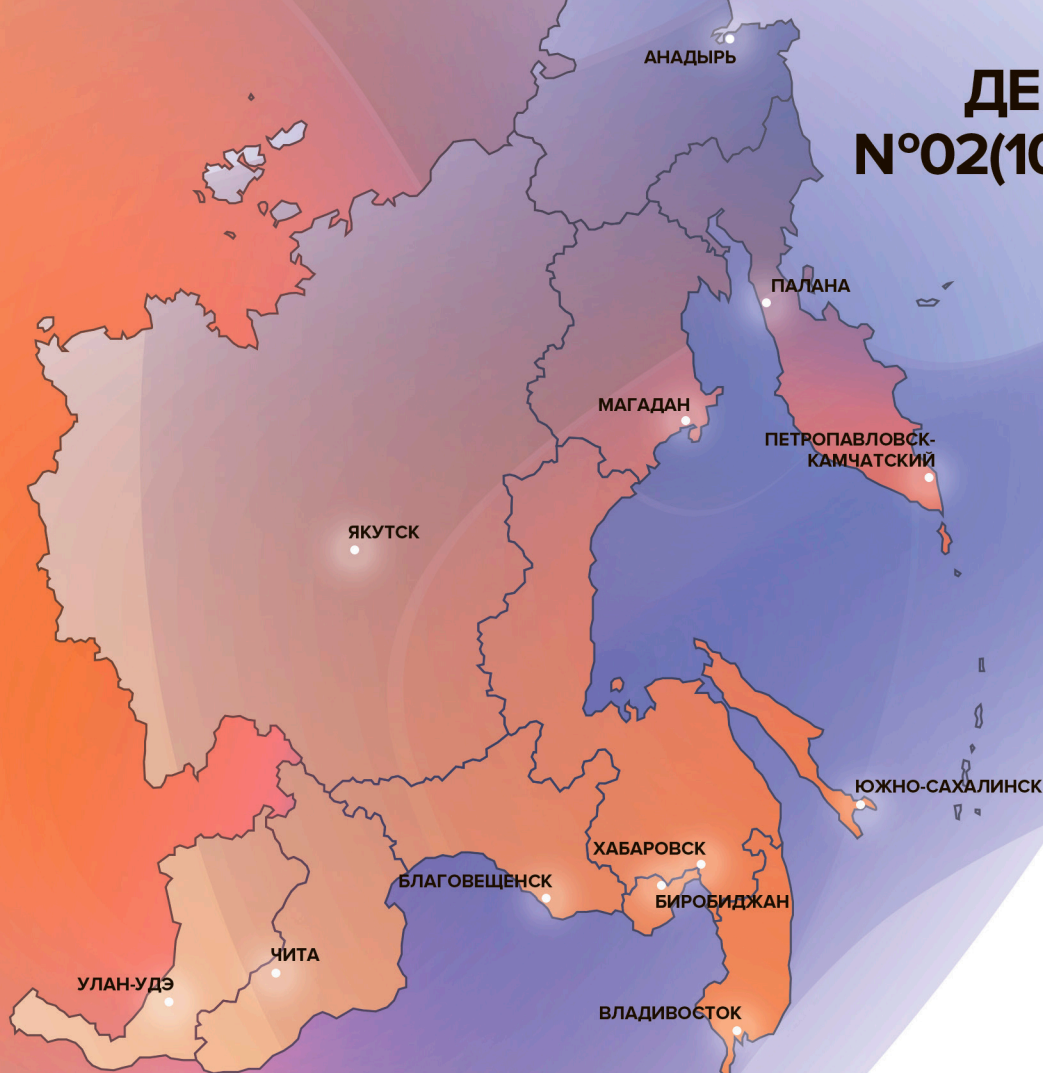 АНАДЫРЬ
ДЕ
№02(10
ПАЛАНА
МАГАДАН
ПЕТРОПАВЛОВСК-
КАМЧАТСКИЙ
ЯКУТСК
ЮЖНО-САХАЛИНСК
ХАБАРОВСК
БЛАГОВЕЩЕНСК
БИРОБИДЖАН
ЧИТА
УЛАН-УДЭ
ВЛАДИВОСТОК